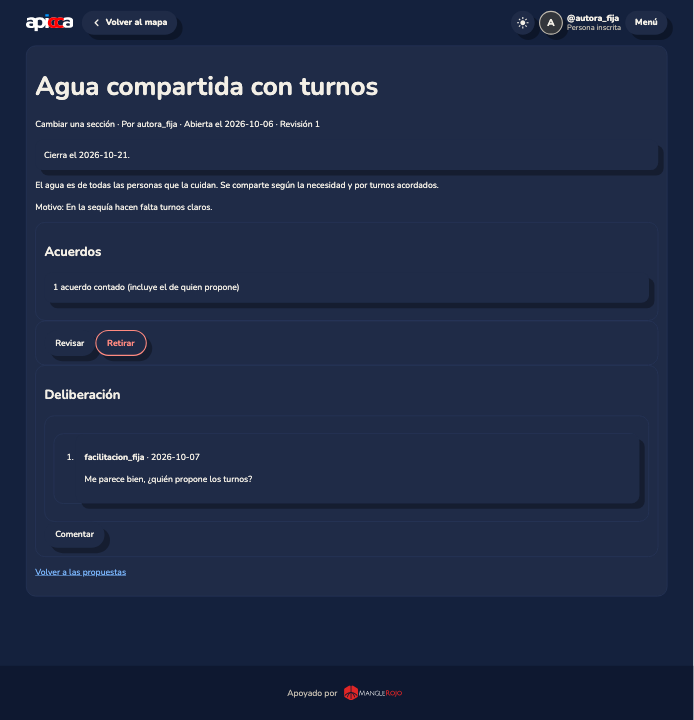 apicca
Volver al mapa
A
@autora_fija
Persona inscrita
Menú
Agua compartida con turnos
Cambiar una sección · Por autora_fija · Abierta el 2026-10-06 · Revisión 1
Cierra el 2026-10-21.
El agua es de todas las personas que la cuidan. Se comparte según la necesidad y por turnos acordados.
Motivo: En la sequía hacen falta turnos claros.
Acuerdos
1 acuerdo contado (incluye el de quien propone)
Revisar
Retirar
Deliberación
1. facilitacion_fija · 2026-10-07
Me parece bien, ¿quién propone los turnos?
Comentar
Volver a las propuestas
Apoyado por MANGLEROJO